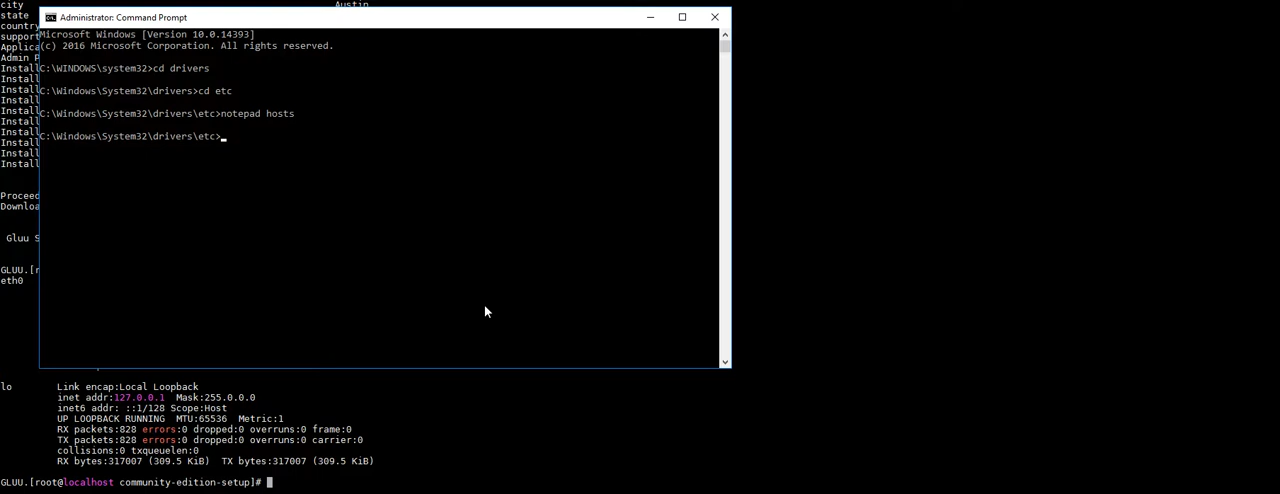 city Austin
state
country
support
Applica
Admin P
Install
Install
Install
Install
Install
Install
Install
Install
Install
Install
Proceed
Downloa
Gluu S
GLUU.[r
eth0
Administrator: Command Prompt
Microsoft Windows [Version 10.0.14393]
(c) 2016 Microsoft Corporation. All rights reserved.
C:\WINDOWS\system32>cd drivers
C:\Windows\System32\drivers>cd etc
C:\Windows\System32\drivers\etc>notepad hosts
C:\Windows\System32\drivers\etc>
lo Link encap:Local Loopback
inet addr:127.0.0.1 Mask:255.0.0.0
inet6 addr: ::1/128 Scope:Host
UP LOOPBACK RUNNING MTU:65536 Metric:1
RX packets:828 errors:0 dropped:0 overruns:0 frame:0
TX packets:828 errors:0 dropped:0 overruns:0 carrier:0
collisions:0 txqueuelen:0
RX bytes:317007 (309.5 KiB) TX bytes:317007 (309.5 KiB)
GLUU.[root@localhost community-edition-setup]#